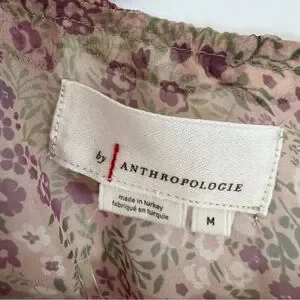 by ANTHROPOLOGIE
made in turkey
fabriqué en turquie
M